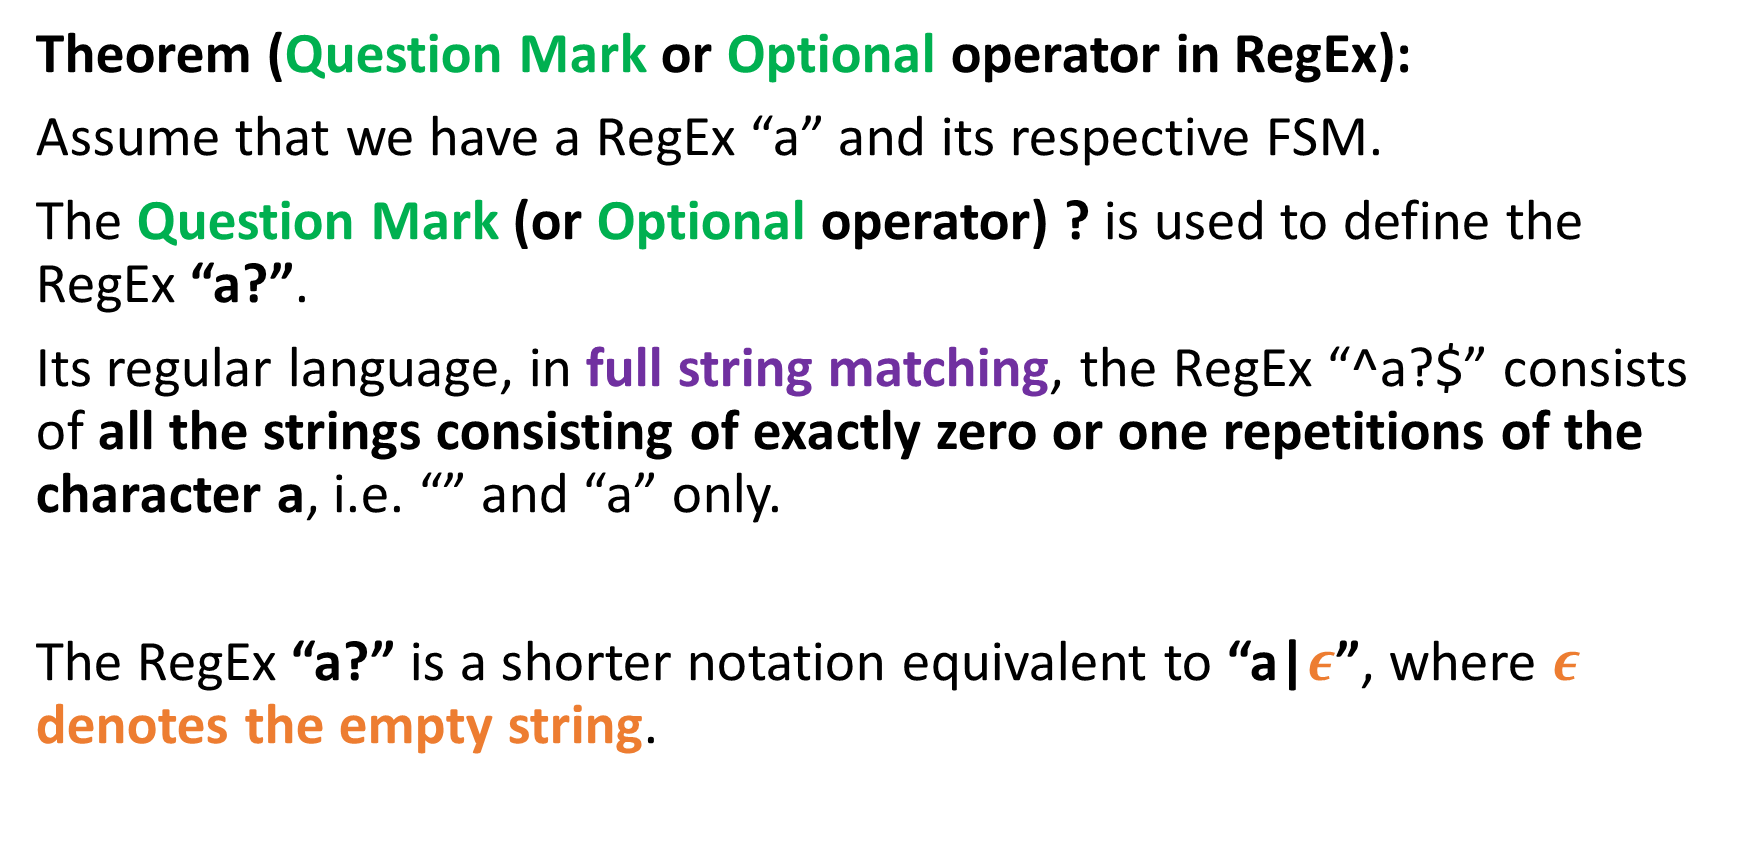 Theorem (Question Mark or Optional operator in RegEx):
Assume that we have a RegEx “a” and its respective FSM.
The Question Mark (or Optional operator) ? is used to define the
RegEx “a?”.
Its regular language, in full string matching, the RegEx “^a?$” consists
of all the strings consisting of exactly zero or one repetitions of the
character a, i.e. “” and “a” only.
The RegEx “a?” is a shorter notation equivalent to “a|ϵ”, where ϵ
denotes the empty string.